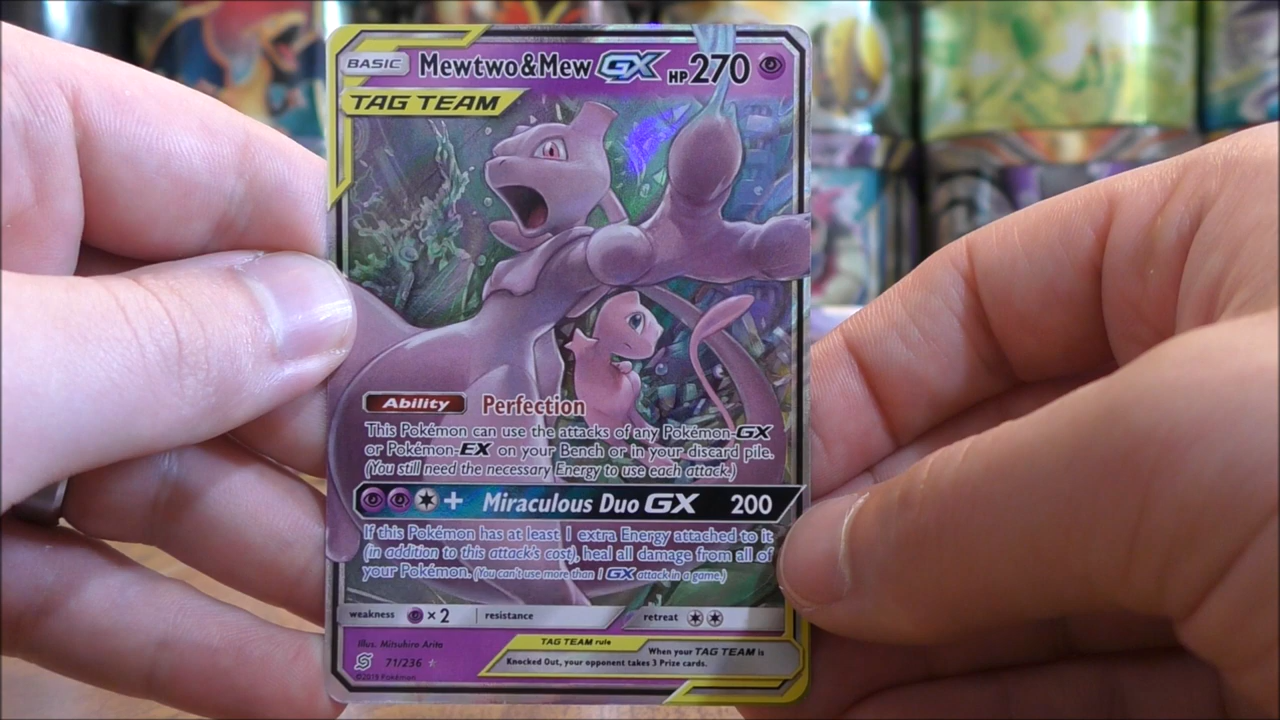 BASIC Mewtwo&Mew GX HP270
TAG TEAM
Ability Perfection
This Pokémon can use the attacks of any Pokémon-GX
or Pokémon-EX on your Bench or in your discard pile.
(You still need the necessary Energy to use each attack.)
+ Miraculous Duo GX 200
If this Pokémon has at least 1 extra Energy attached to it
(in addition to this attack's cost), heal all damage from all of
your Pokémon. (You can't use more than 1 GX attack in a game.)
weakness ×2 resistance retreat
Illus. Mitsuhiro Arita
TAG TEAM rule
When your TAG TEAM is
Knocked Out, your opponent takes 3 Prize cards.
71/236
©2019 Pokémon